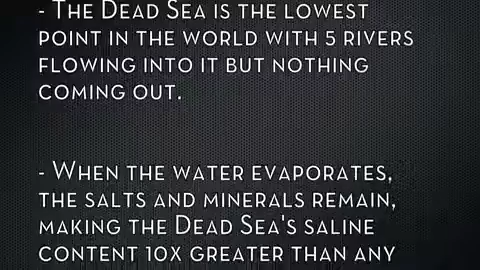 - The Dead Sea is the lowest
point in the world with 5 rivers
flowing into it but nothing
coming out.
- When the water evaporates,
the salts and minerals remain,
making the Dead Sea's saline
content 10x greater than any